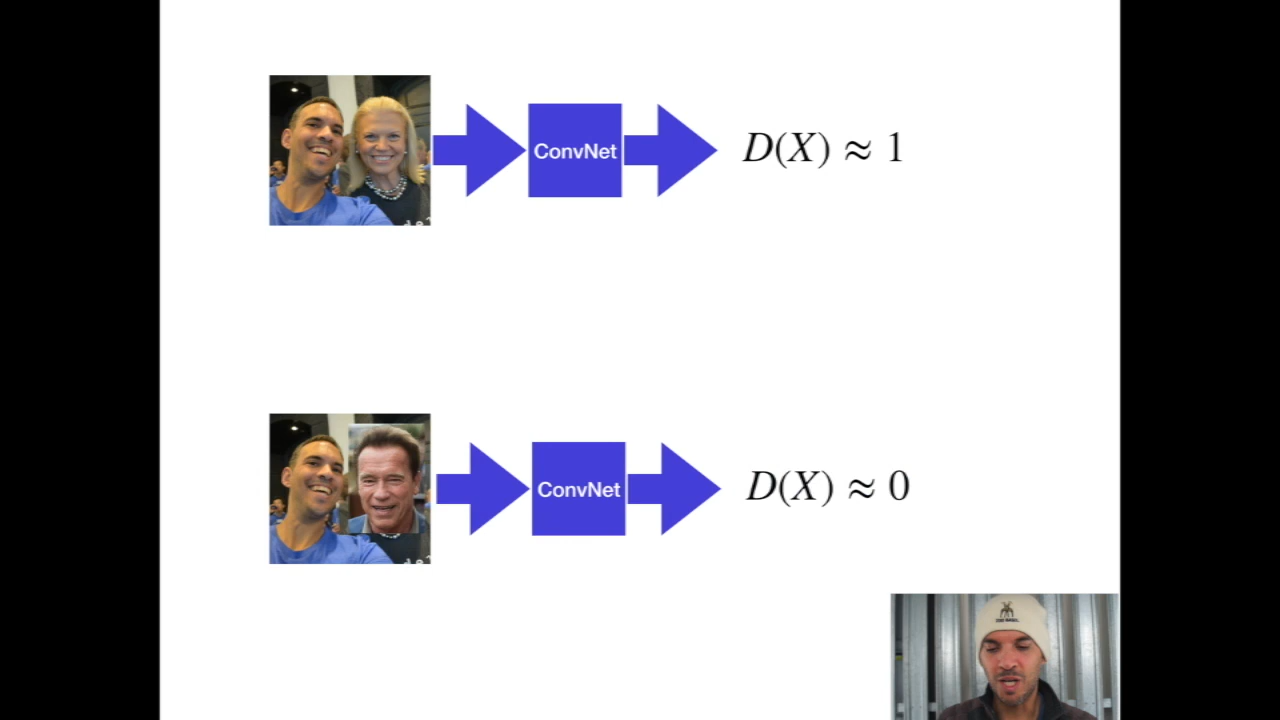 ConvNet
D(X) ≈ 1
ConvNet
D(X) ≈ 0